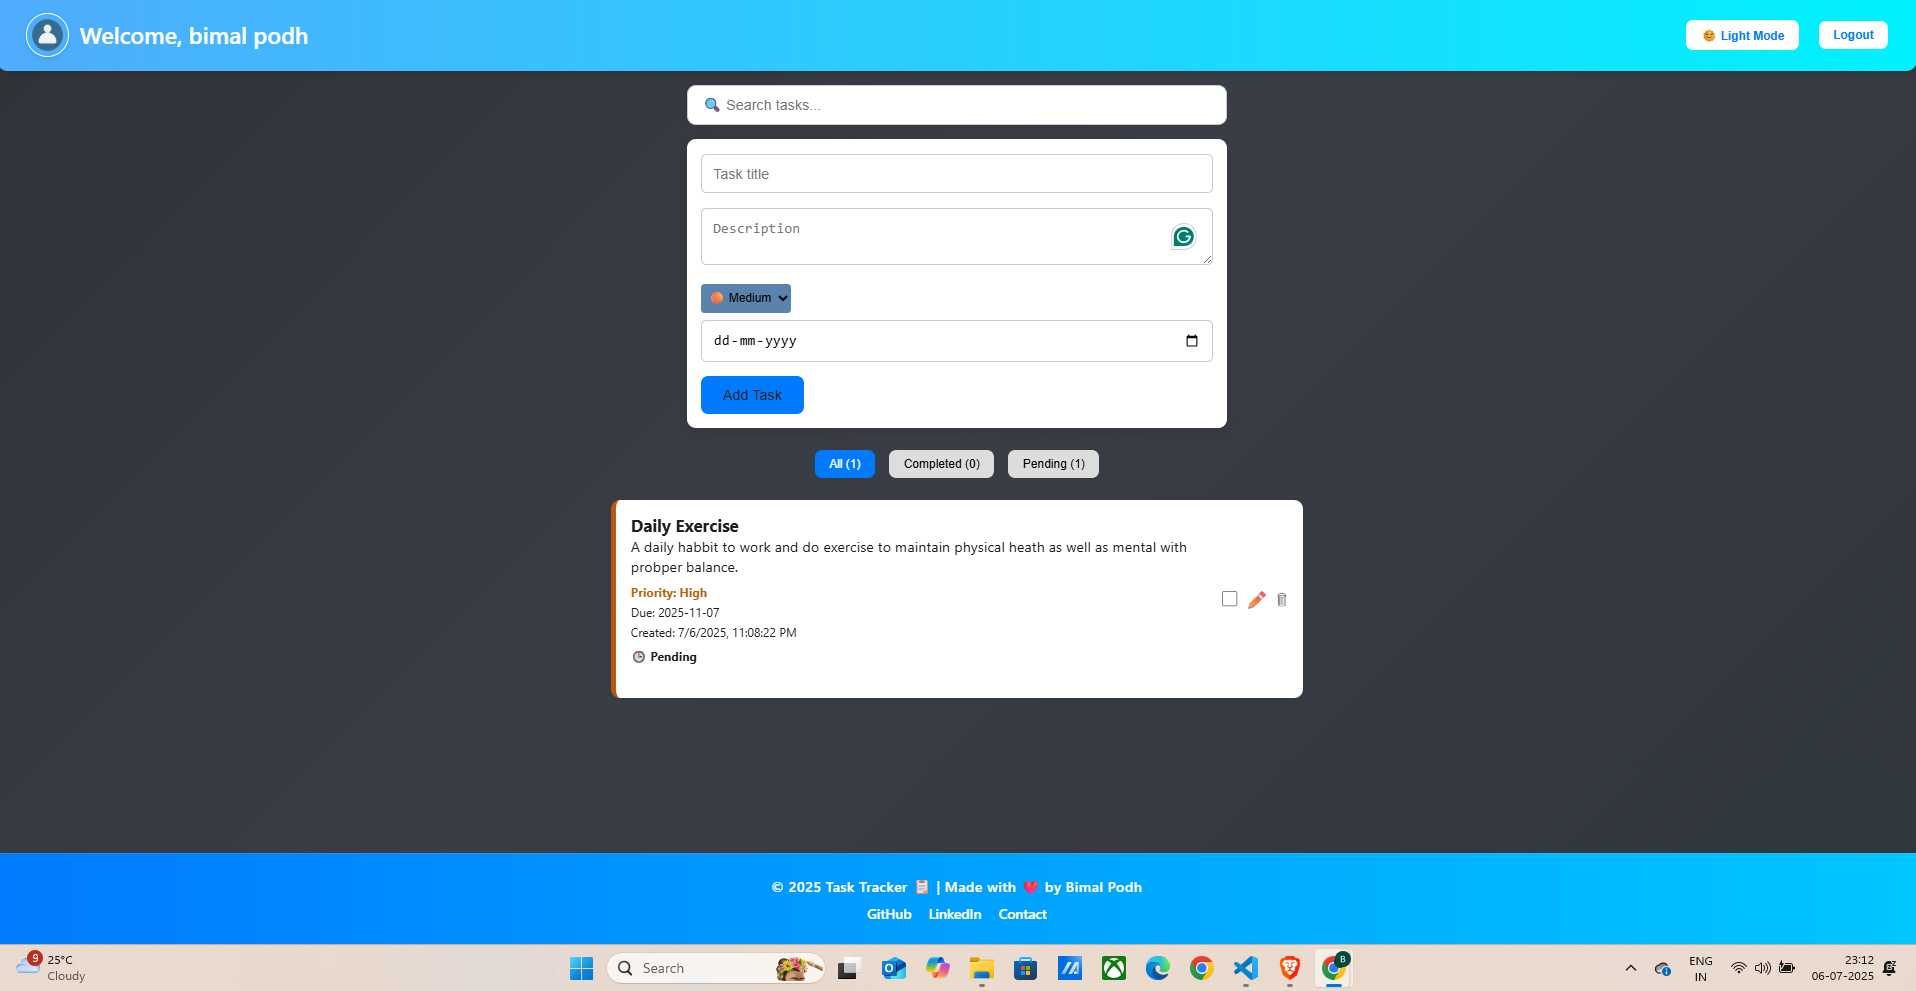 Welcome, bimal podh
Light Mode
Logout
Search tasks...
Task title
Description
Medium
dd-mm-yyyy
Add Task
All (1)
Completed (0)
Pending (1)
Daily Exercise
A daily habbit to work and do exercise to maintain physical heath as well as mental with
probper balance.
Priority: High
Due: 2025-11-07
Created: 7/6/2025, 11:08:22 PM
Pending
© 2025 Task Tracker | Made with by Bimal Podh
GitHub LinkedIn Contact
9
25°C
Cloudy
Search
B
ENG
IN
23:12
06-07-2025